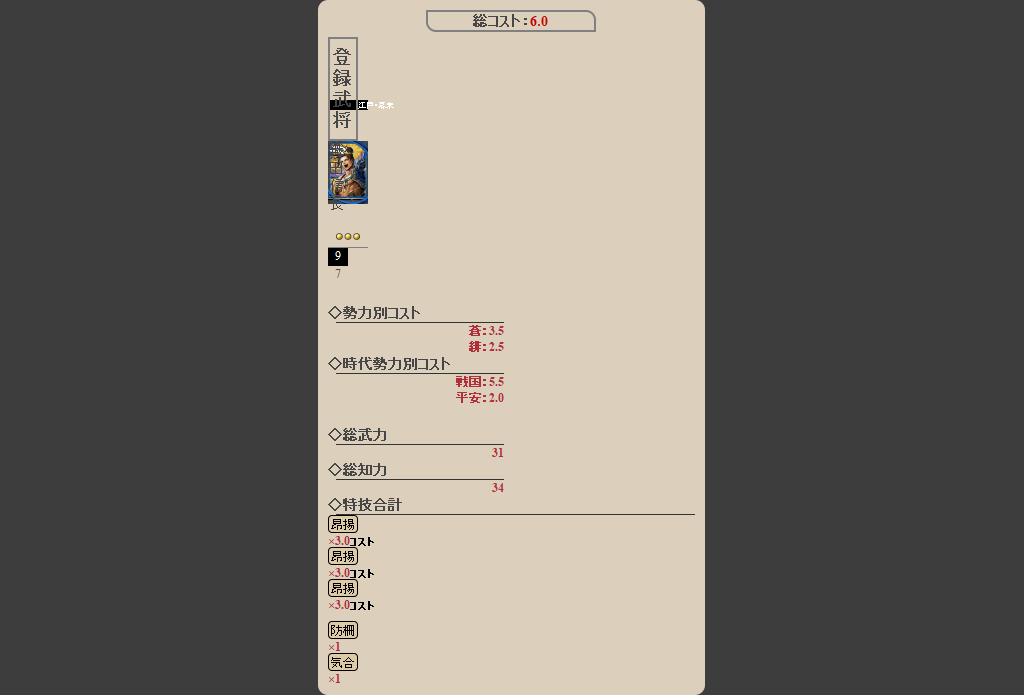 総コスト：6.0
登録武将
江戸・幕末
9
7
◇勢力別コスト
蒼：3.5
緋：2.5
◇時代勢力別コスト
戦国：5.5
平安：2.0
◇総武力
31
◇総知力
34
◇特技合計
昂揚
×3.0コスト
昂揚
×3.0コスト
昂揚
×3.0コスト
防柵
×1
気合
×1